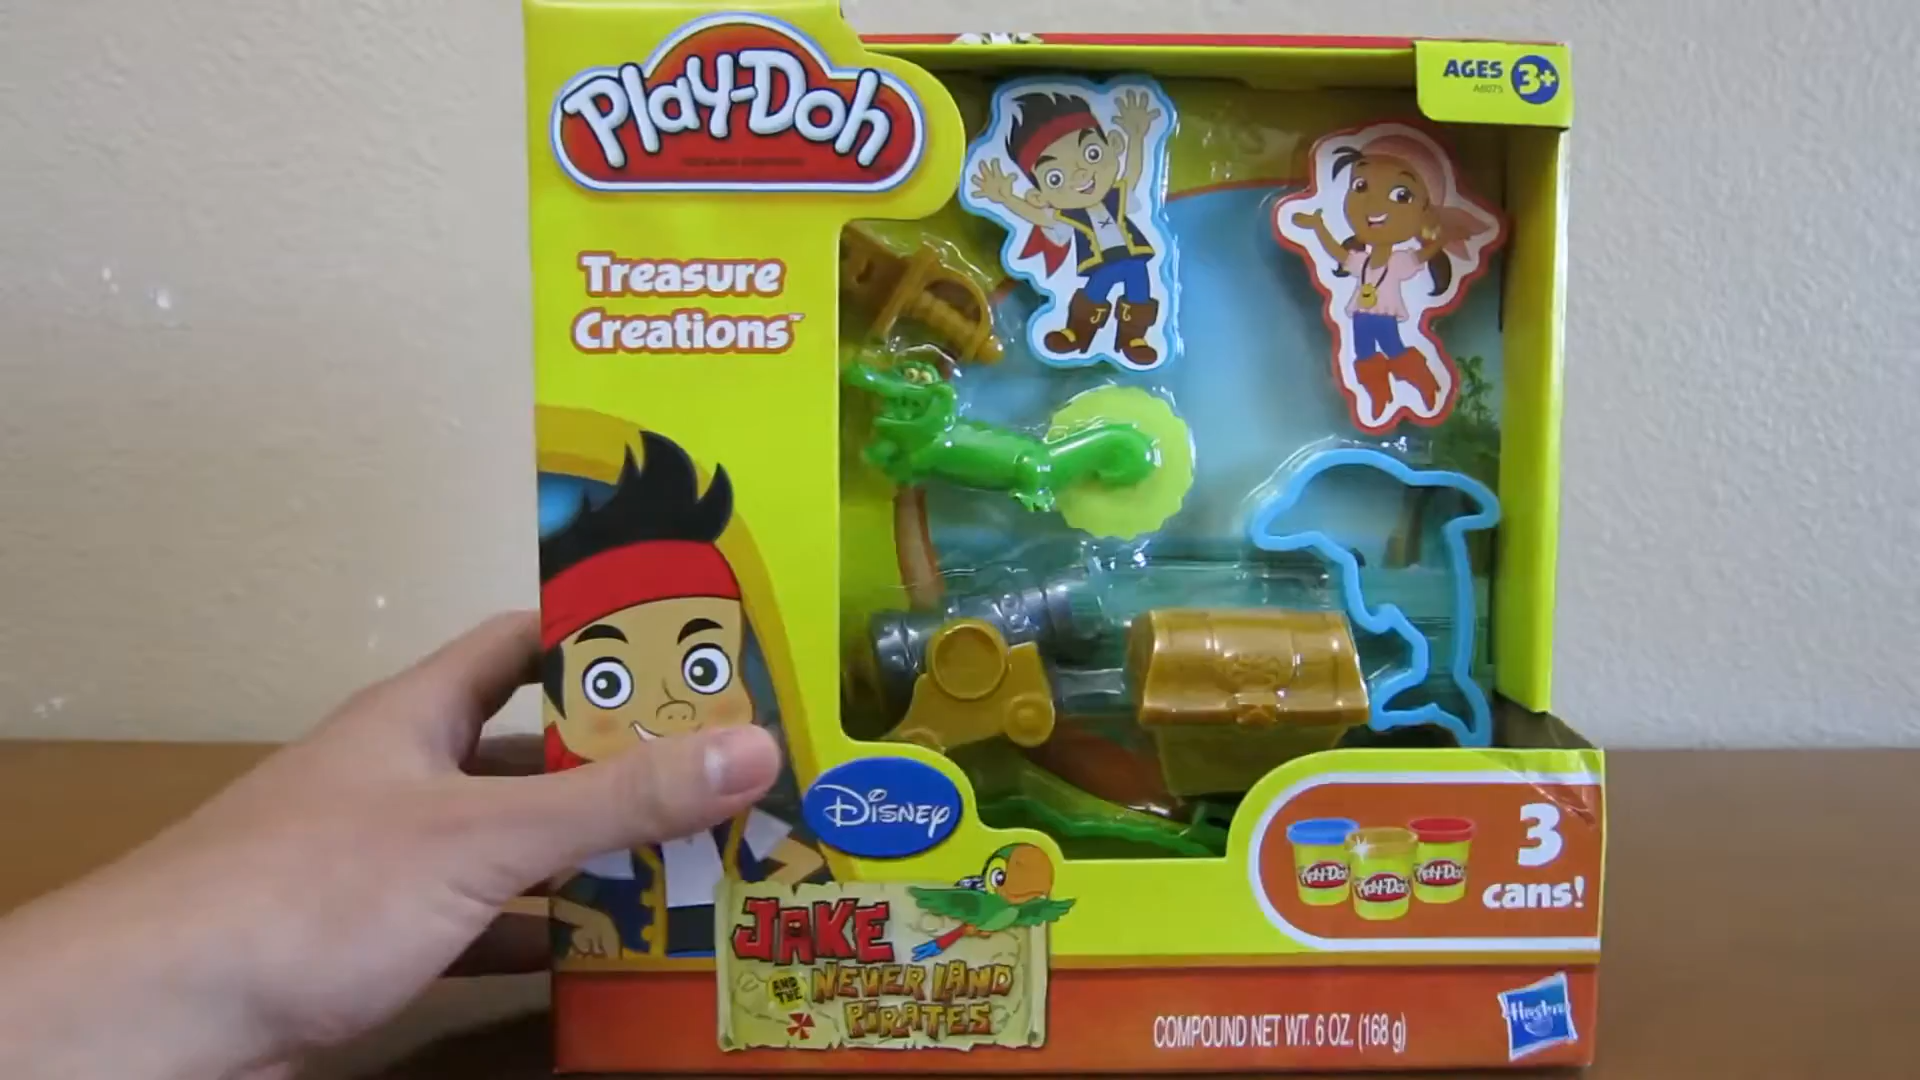 Play-Doh
AGES 3+
Treasure
Creations™
DISNEY
JAKE
AND THE
NEVER LAND
PIRATES
Play-Doh
Play-Doh
Play-Doh
3
cans!
COMPOUND NET WT. 6 OZ. (168 g)
Hasbro